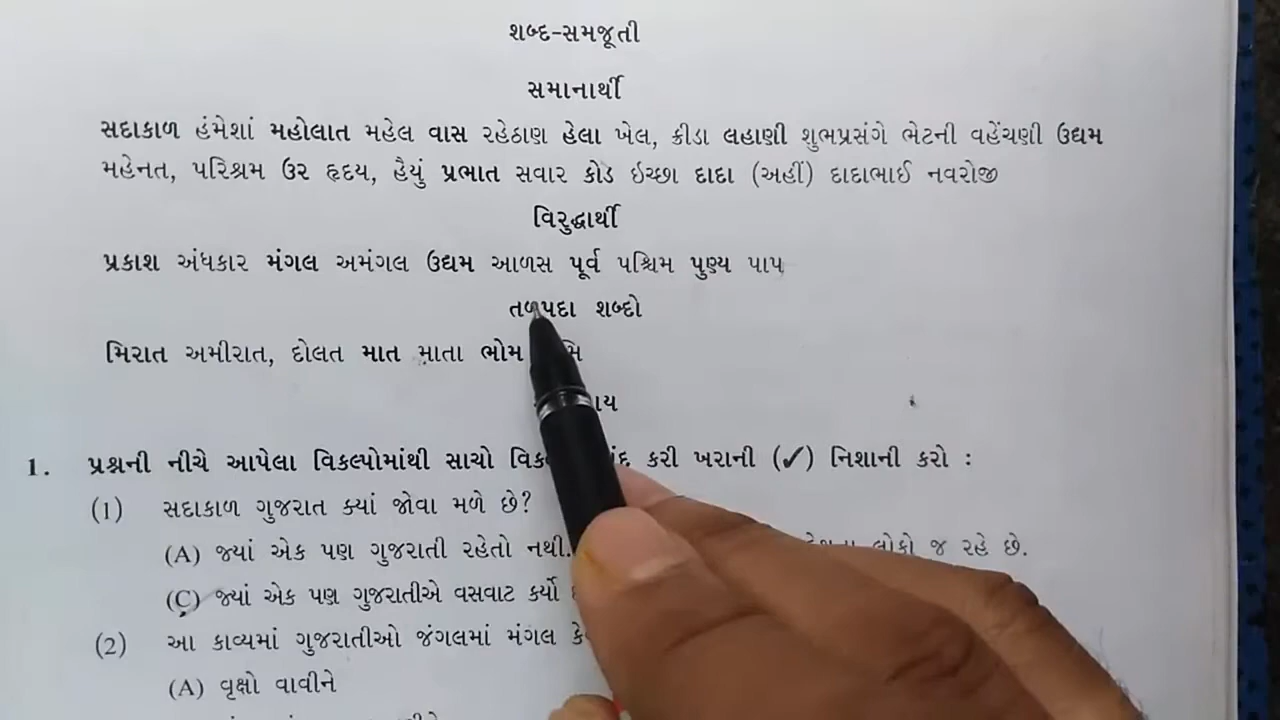 શબ્દ-સમજૂતી
સમાનાર્થી
સદાકાળ હંમેશાં મહોલાત મહેલ વાસ રહેઠાણ હેલા ખેલ, ક્રીડા લહાણી શુભપ્રસંગે ભેટની વહેંચણી ઉદ્યમ
મહેનત, પરિશ્રમ ઉર હૃદય, હૈયું પ્રભાત સવાર કોડ ઇચ્છા દાદા (અહીં) દાદાભાઈ નવરોજી
વિરુદ્ધાર્થી
પ્રકાશ અંધકાર મંગલ અમંગલ ઉદ્યમ આળસ પૂર્વ પશ્ચિમ પુણ્ય પાપ
તળપદા શબ્દો
મિરાત અમીરાત, દોલત માત માતા ભોમ
1. પ્રશ્નની નીચે આપેલા વિકલ્પોમાંથી સાચો કરી ખરાની (✓) નિશાની કરો :
(1) સદાકાળ ગુજરાત ક્યાં જોવા મળે છે?
(A) જ્યાં એક પણ ગુજરાતી રહેતો નથી. લોકો જ રહે છે.
(C) જ્યાં એક પણ ગુજરાતીએ વસવાટ કર્યો
(2) આ કાવ્યમાં ગુજરાતીઓ જંગલમાં મંગલ
(A) વૃક્ષો વાવીને